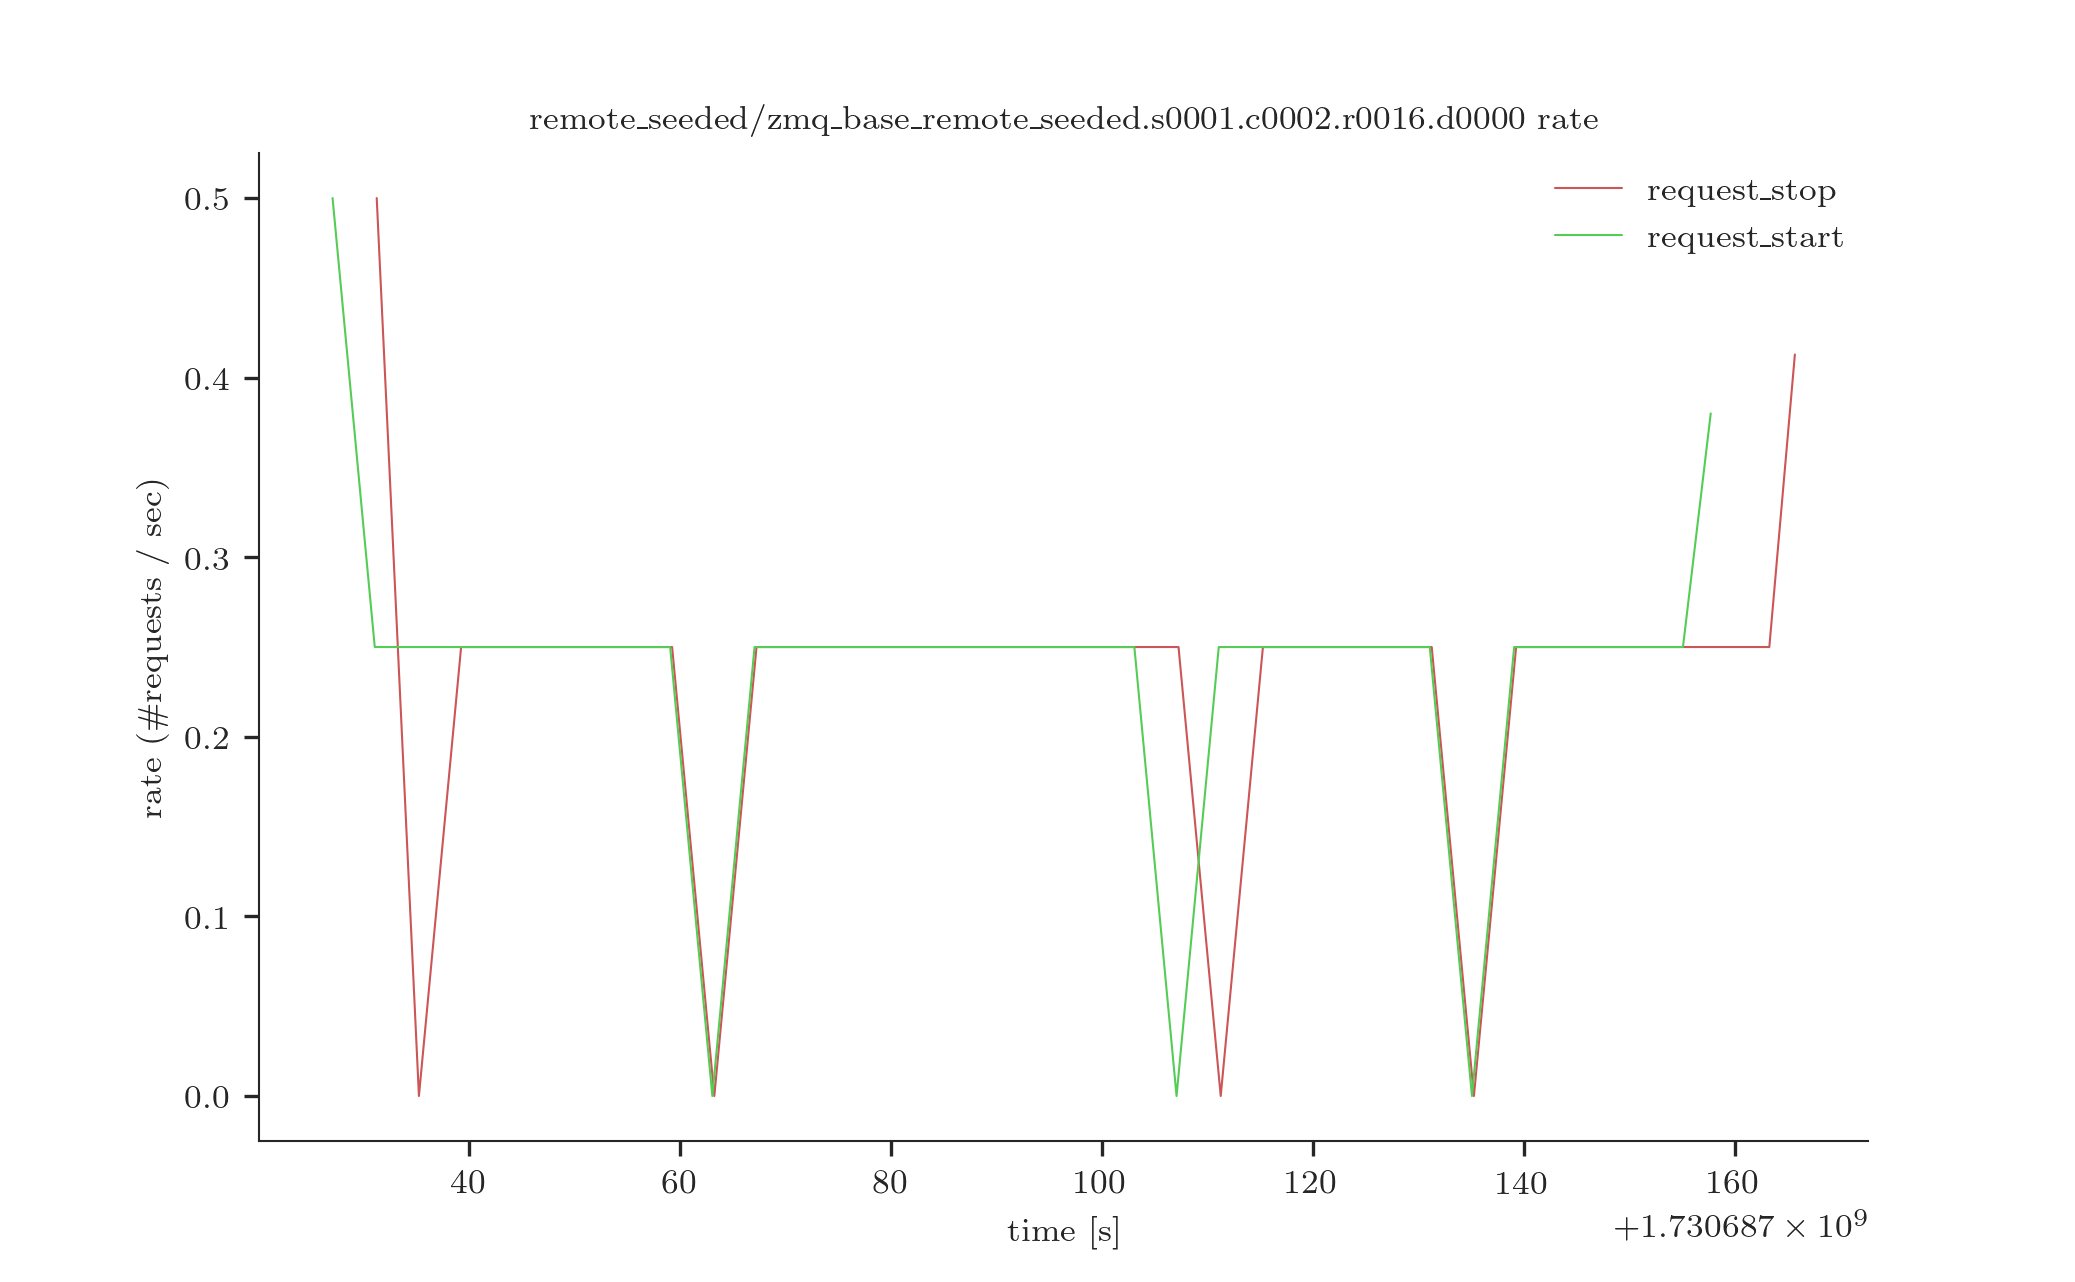 remote_seeded/zmq_base_remote_seeded.s0001.c0002.r0016.d0000 rate
request_stop
request_start
rate (#requests / sec)
0.5
0.4
0.3
0.2
0.1
0.0
40 60 80 100 120 140 160
time [s]
+1.730687 × 10⁹